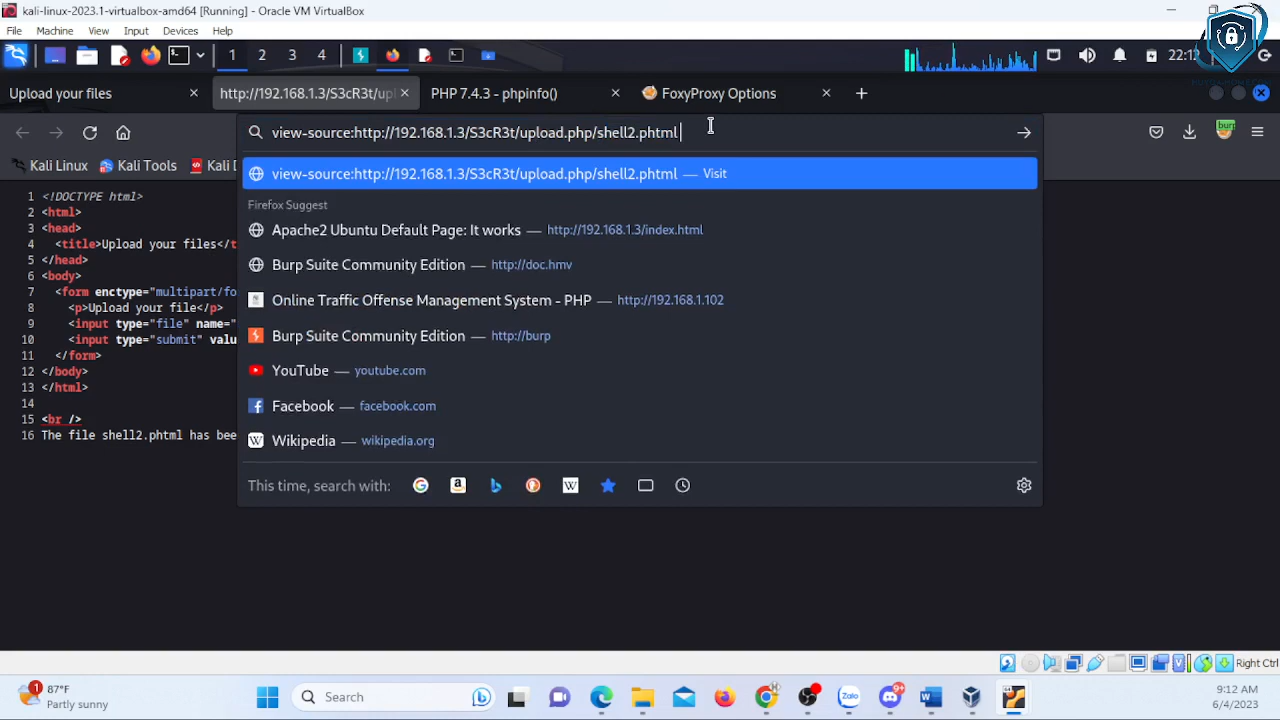 kali-linux-2023.1-virtualbox-amd64 [Running] - Oracle VM VirtualBox
File Machine View Input Devices Help
1 2 3 4 22:12
Upload your files × http://192.168.1.3/S3cR3t/upl × PHP 7.4.3 - phpinfo() × FoxyProxy Options × +
view-source:http://192.168.1.3/S3cR3t/upload.php/shell2.phtml
Kali Linux Kali Tools Kali D
view-source:http://192.168.1.3/S3cR3t/upload.php/shell2.phtml — Visit
Firefox Suggest
Apache2 Ubuntu Default Page: It works — http://192.168.1.3/index.html
Burp Suite Community Edition — http://doc.hmv
Online Traffic Offense Management System - PHP — http://192.168.1.102
Burp Suite Community Edition — http://burp
YouTube — youtube.com
Facebook — facebook.com
Wikipedia — wikipedia.org
This time, search with:
1 <!DOCTYPE html>
2 <html>
3 <head>
4 <title>Upload your files</t
5 </head>
6 <body>
7 <form enctype="multipart/fo
8 <p>Upload your file</p>
9 <input type="file" name="
10 <input type="submit" valu
11 </form>
12 </body>
13 </html>
14
15 <br />
16 The file shell2.phtml has bee
Right Ctrl
1 87°F
Partly sunny
Search
Zalo
9+
9:12 AM
6/4/2023